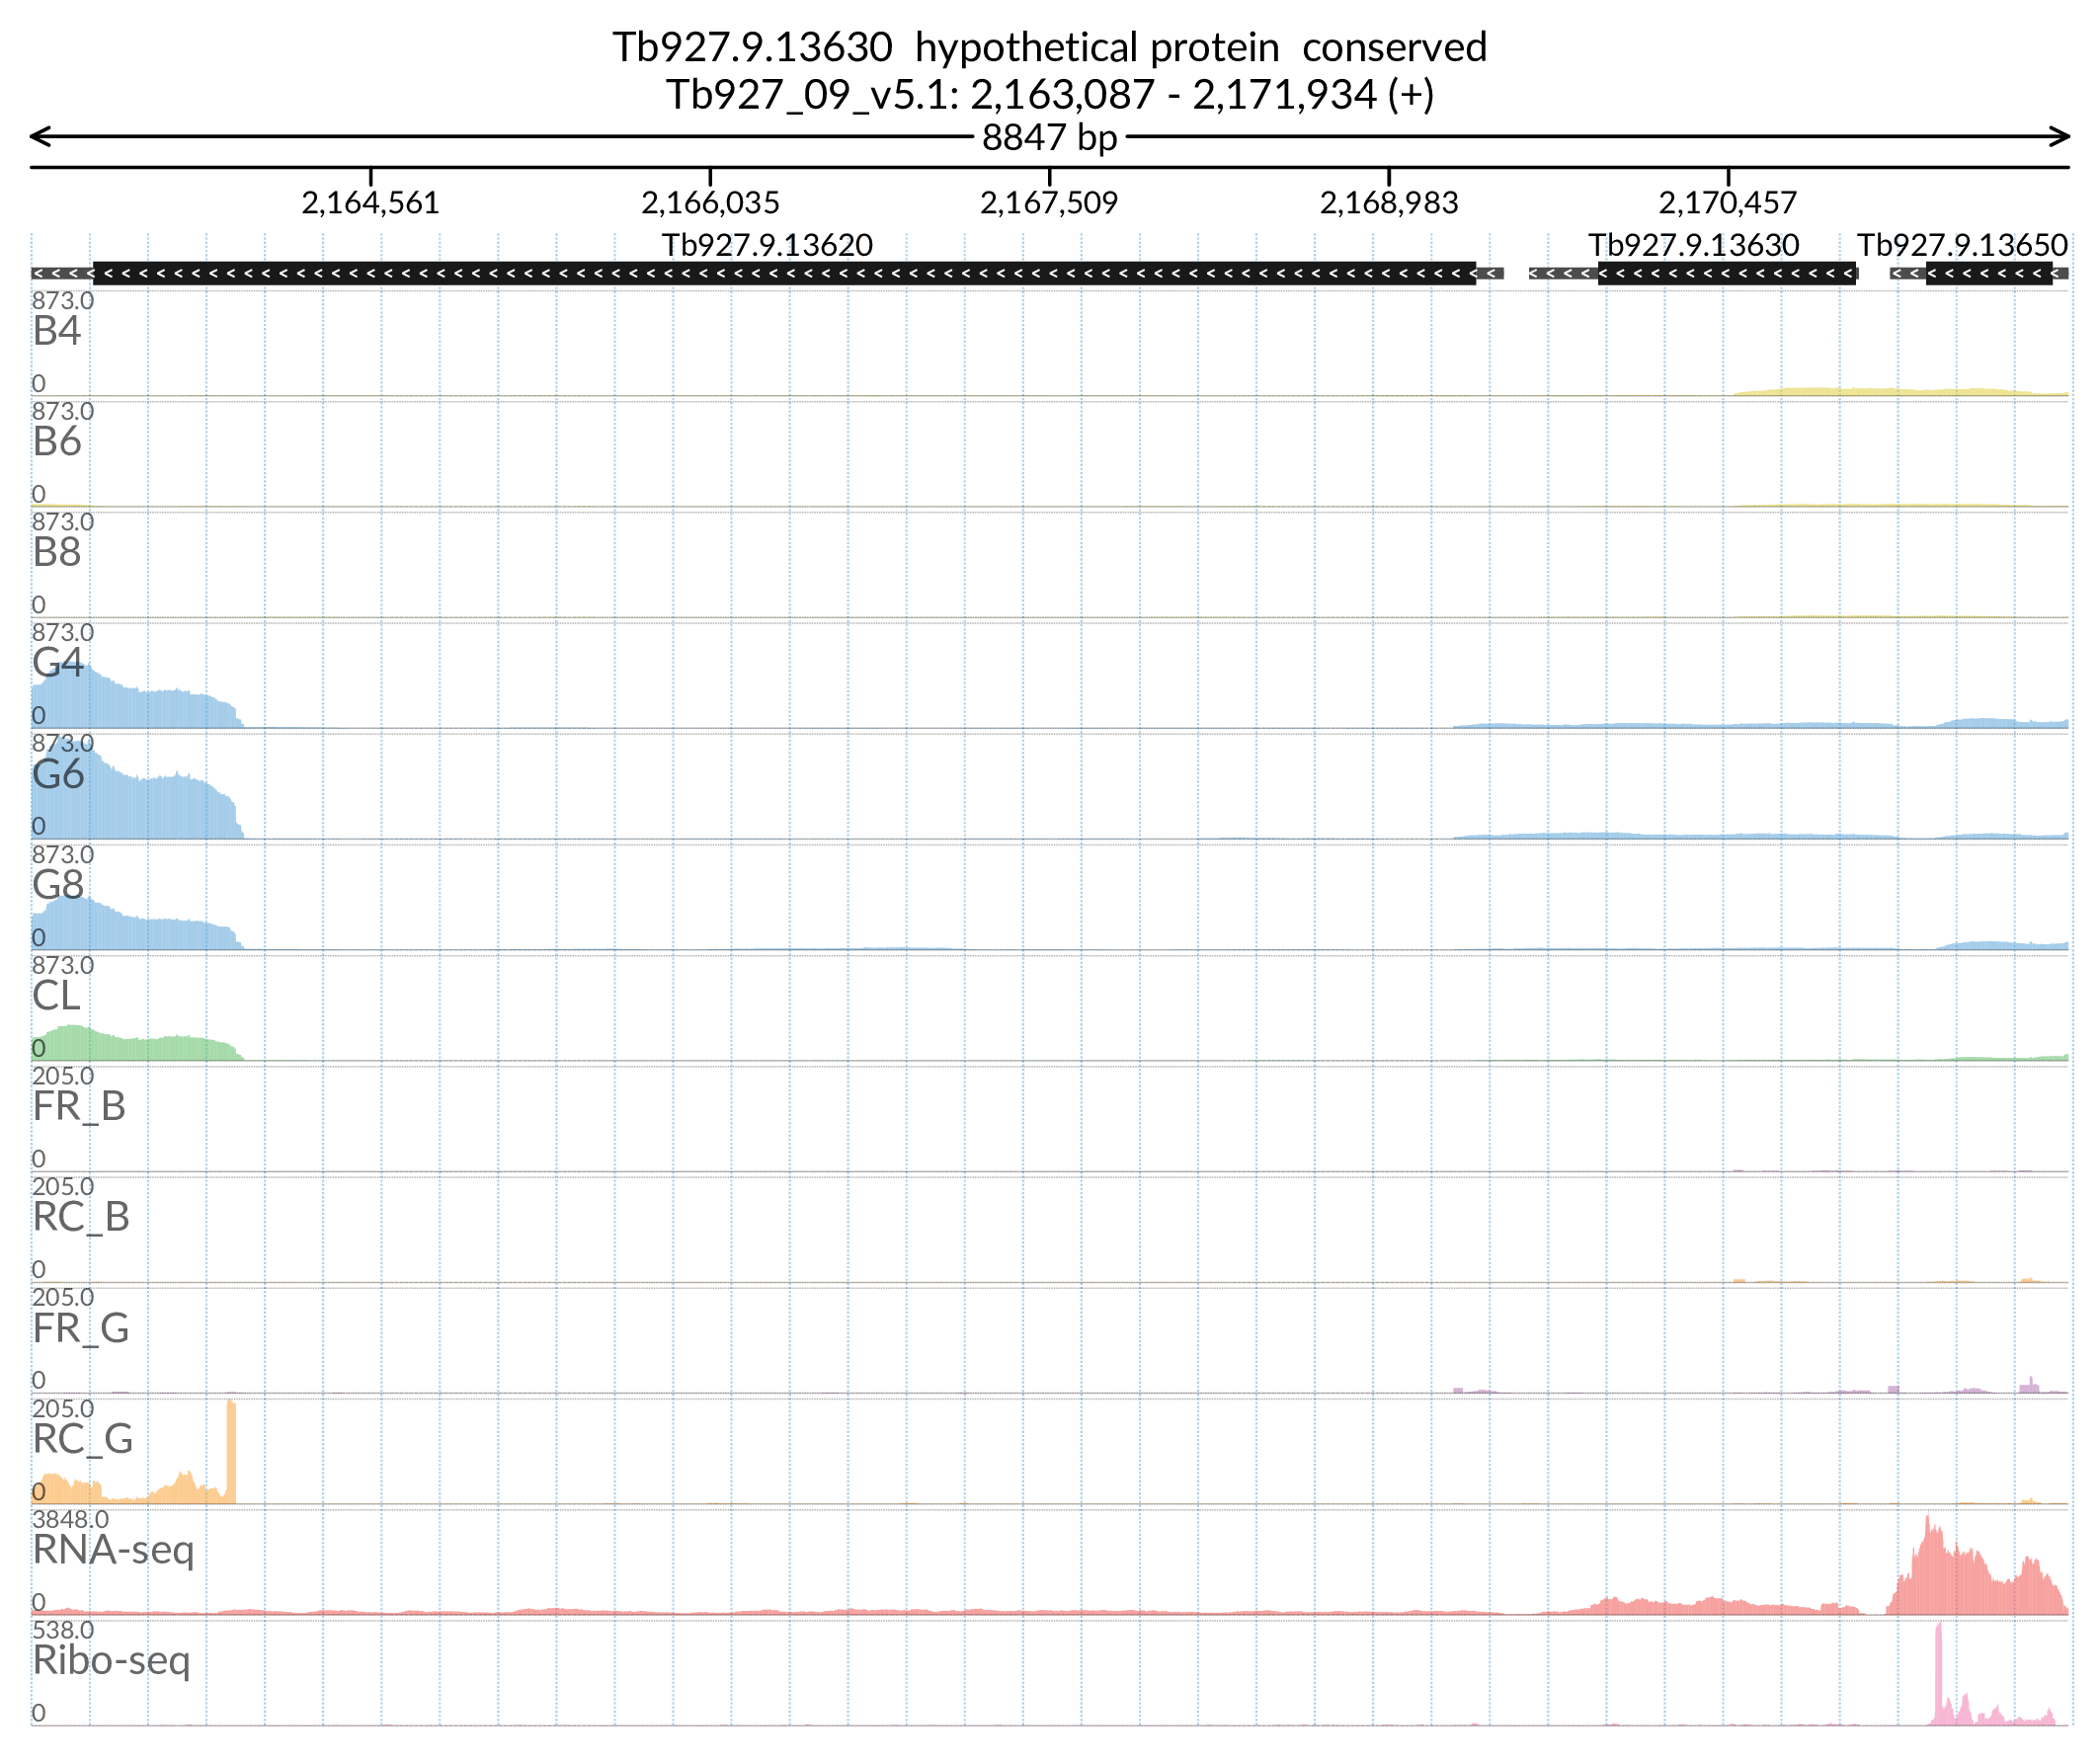 Tb927.9.13630  hypothetical protein  conserved
Tb927_09_v5.1: 2,163,087 - 2,171,934 (+)
8847 bp
2,164,561 2,166,035 2,167,509 2,168,983 2,170,457
Tb927.9.13620 Tb927.9.13630 Tb927.9.13650
873.0
B4
0
873.0
B6
0
873.0
B8
0
873.0
G4
0
873.0
G6
0
873.0
G8
0
873.0
CL
0
205.0
FR_B
0
205.0
RC_B
0
205.0
FR_G
0
205.0
RC_G
0
3848.0
RNA-seq
0
538.0
Ribo-seq
0